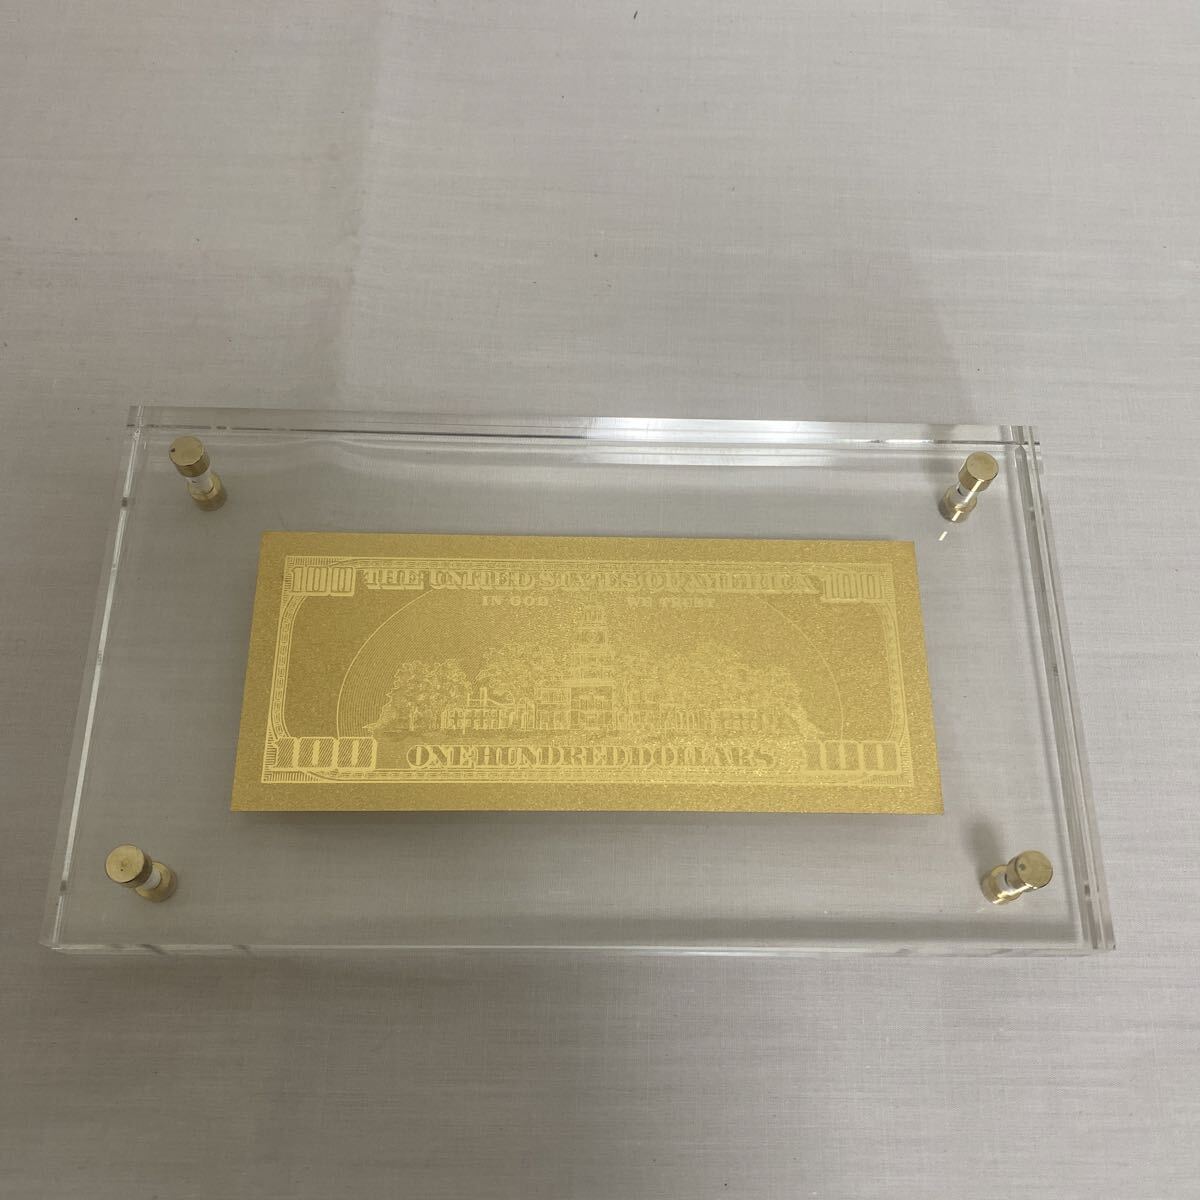 100 THE UNITED STATES OF AMERICA 100
IN GOD WE TRUST
100 ONE HUNDRED DOLLARS 100